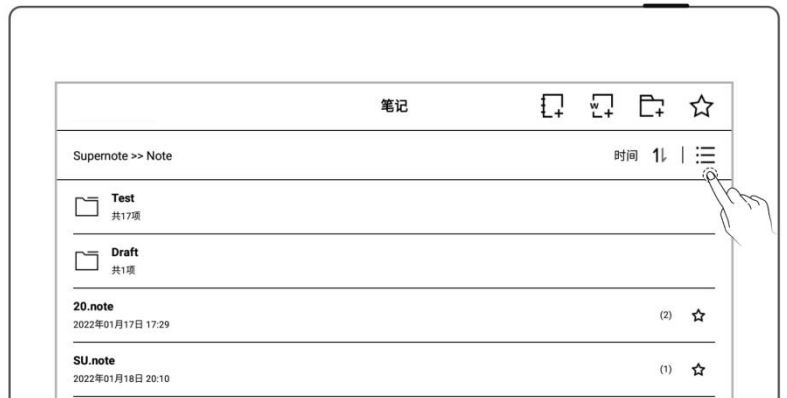 笔记
Supernote >> Note
时间
Test
共17项
Draft
共1项
20.note
2022年01月17日 17:29
(2)
SU.note
2022年01月18日 20:10
(1)